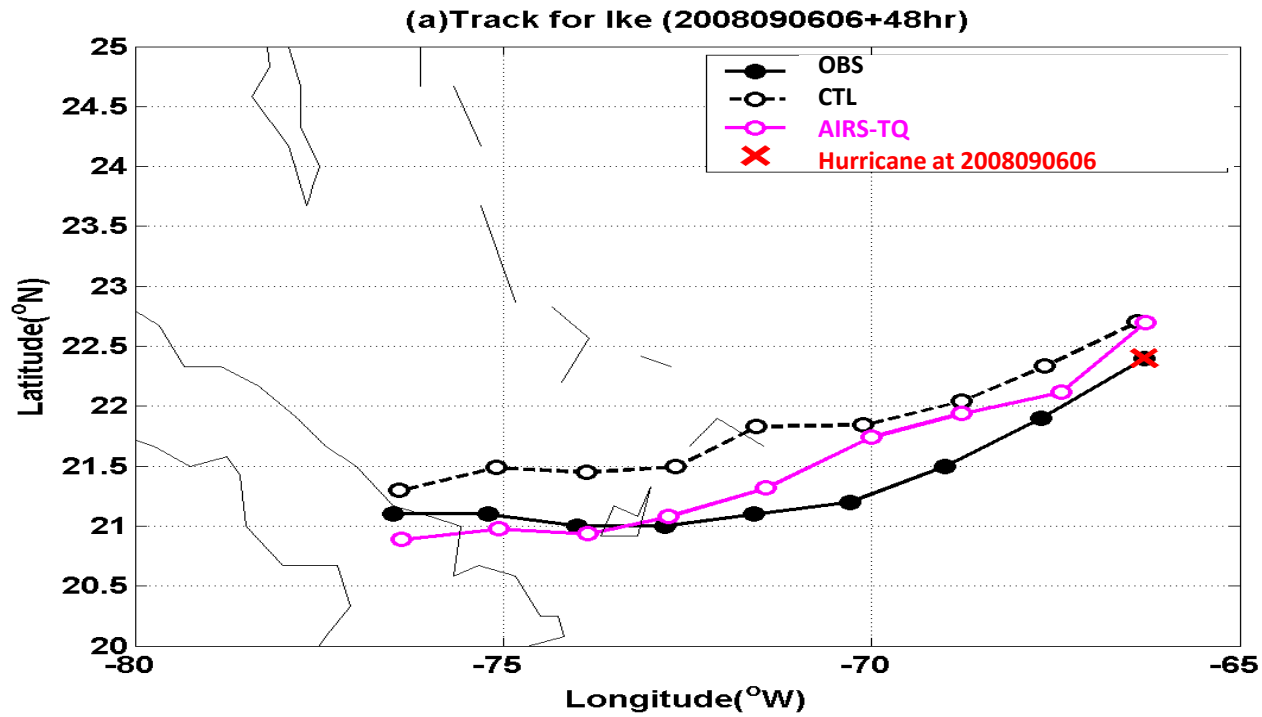 (a)Track for Ike (2008090606+48hr)
OBS
CTL
AIRS-TQ
Hurricane at 2008090606
25
24.5
24
23.5
23
22.5
22
21.5
21
20.5
20
Latitude(°N)
-80 -75 -70 -65
Longitude(°W)